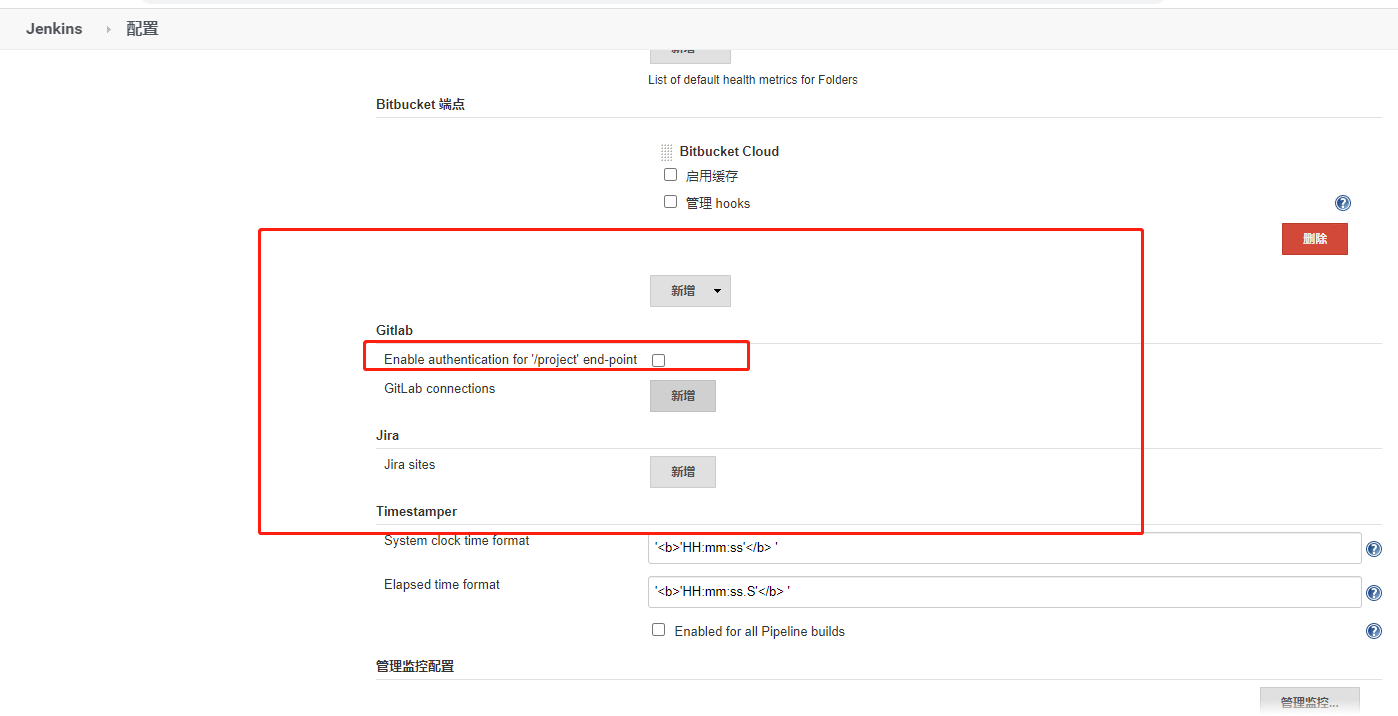 Jenkins 配置
新增
List of default health metrics for Folders
Bitbucket 端点
Bitbucket Cloud
启用缓存
管理 hooks
删除
新增
Gitlab
Enable authentication for '/project' end-point
GitLab connections 新增
Jira
Jira sites 新增
Timestamper
System clock time format '<b>'HH:mm:ss'</b> '
Elapsed time format '<b>'HH:mm:ss.S'</b> '
Enabled for all Pipeline builds
管理监控配置
管理监控...